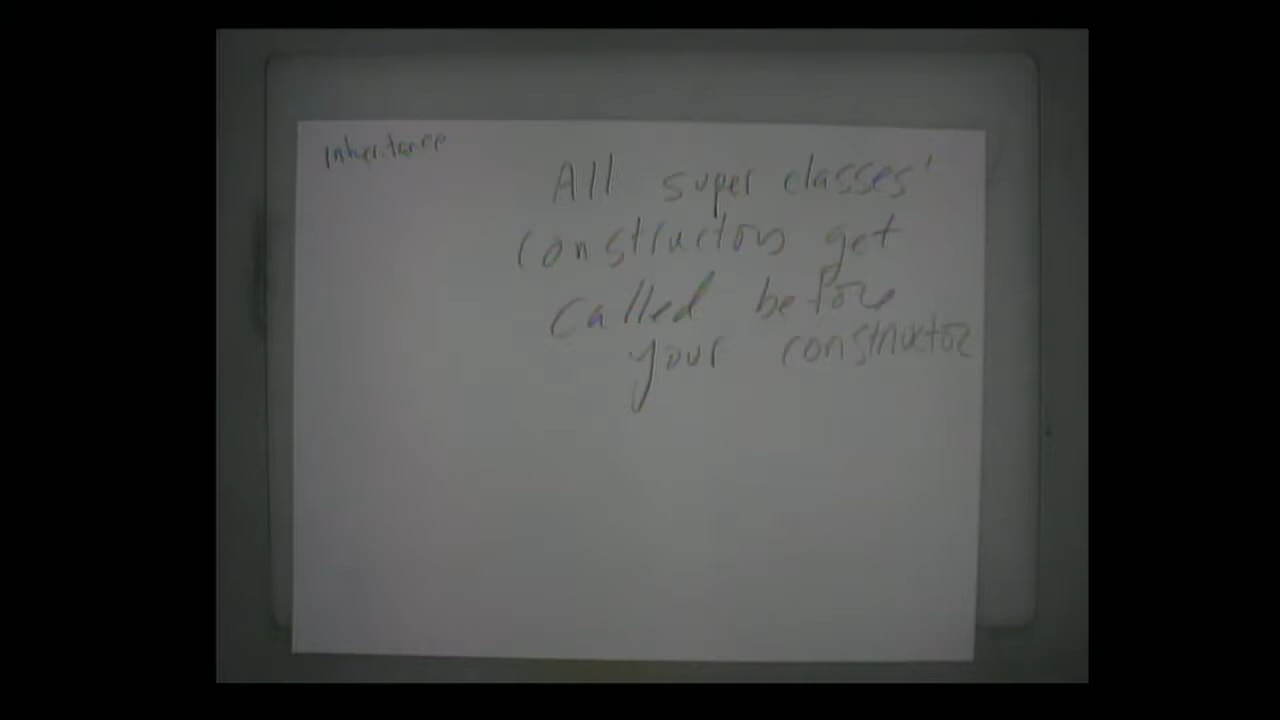 Inheritance
All super classes'
constructors get
called before
your constructor